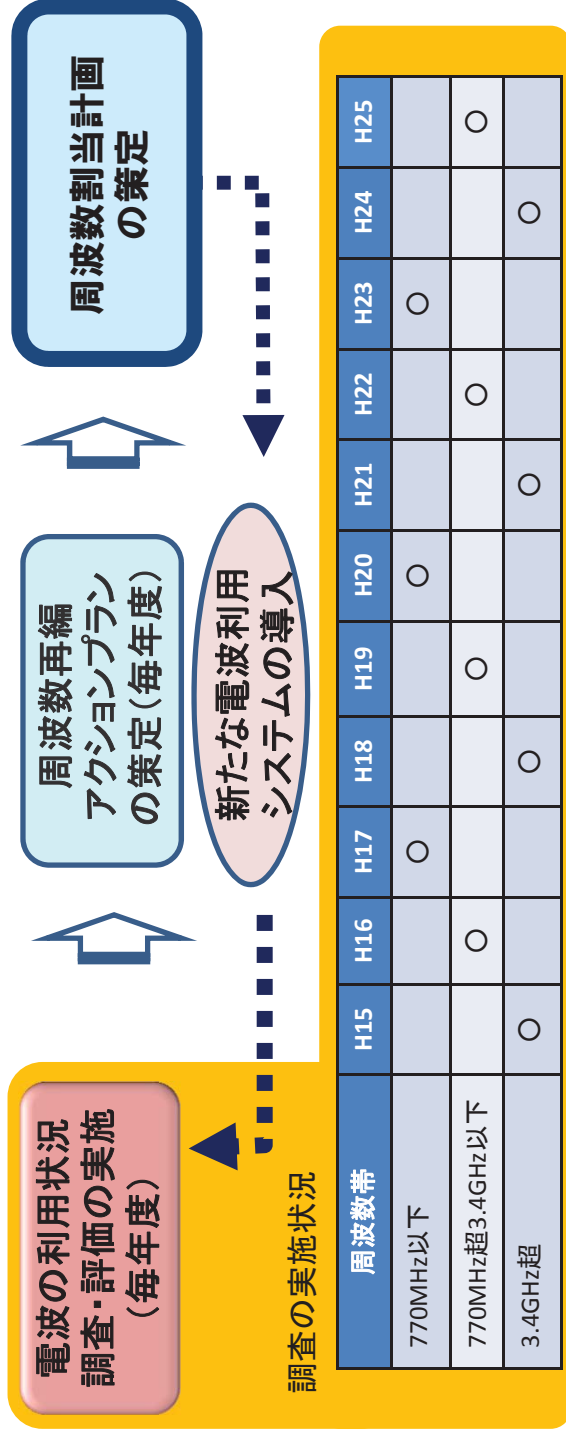 電波の利用状況
調査・評価の実施
(毎年度)
周波数再編
アクションプラン
の策定(毎年度)
周波数割当計画
の策定
新たな電波利用
システムの導入
調査の実施状況
周波数帯 H15 H16 H17 H18 H19 H20 H21 H22 H23 H24 H25
770MHz以下 ○ ○ ○
770MHz超3.4GHz以下 ○ ○ ○ ○
3.4GHz超 ○ ○ ○ ○